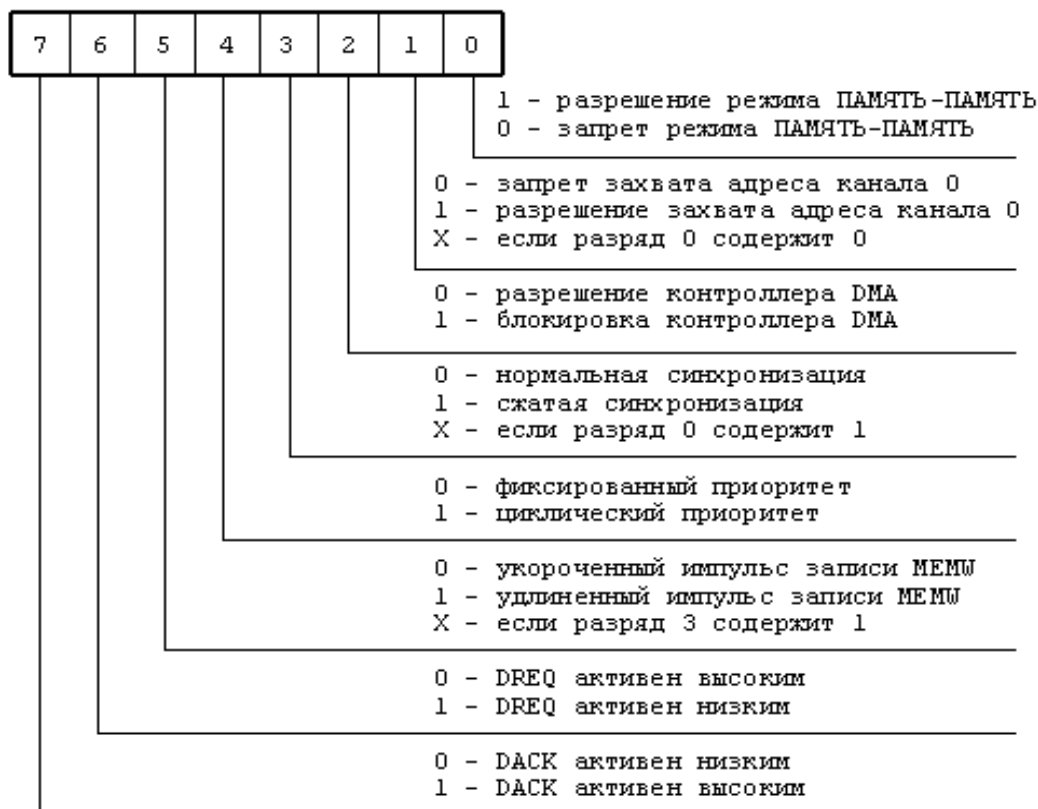 7 6 5 4 3 2 1 0
1 - разрешение режима ПАМЯТЬ-ПАМЯТЬ
0 - запрет режима ПАМЯТЬ-ПАМЯТЬ
0 - запрет захвата адреса канала 0
1 - разрешение захвата адреса канала 0
X - если разряд 0 содержит 0
0 - разрешение контроллера DMA
1 - блокировка контроллера DMA
0 - нормальная синхронизация
1 - сжатая синхронизация
X - если разряд 0 содержит 1
0 - фиксированный приоритет
1 - циклический приоритет
0 - укороченный импульс записи MEMW
1 - удлиненный импульс записи MEMW
X - если разряд 3 содержит 1
0 - DREQ активен высоким
1 - DREQ активен низким
0 - DACK активен низким
1 - DACK активен высоким